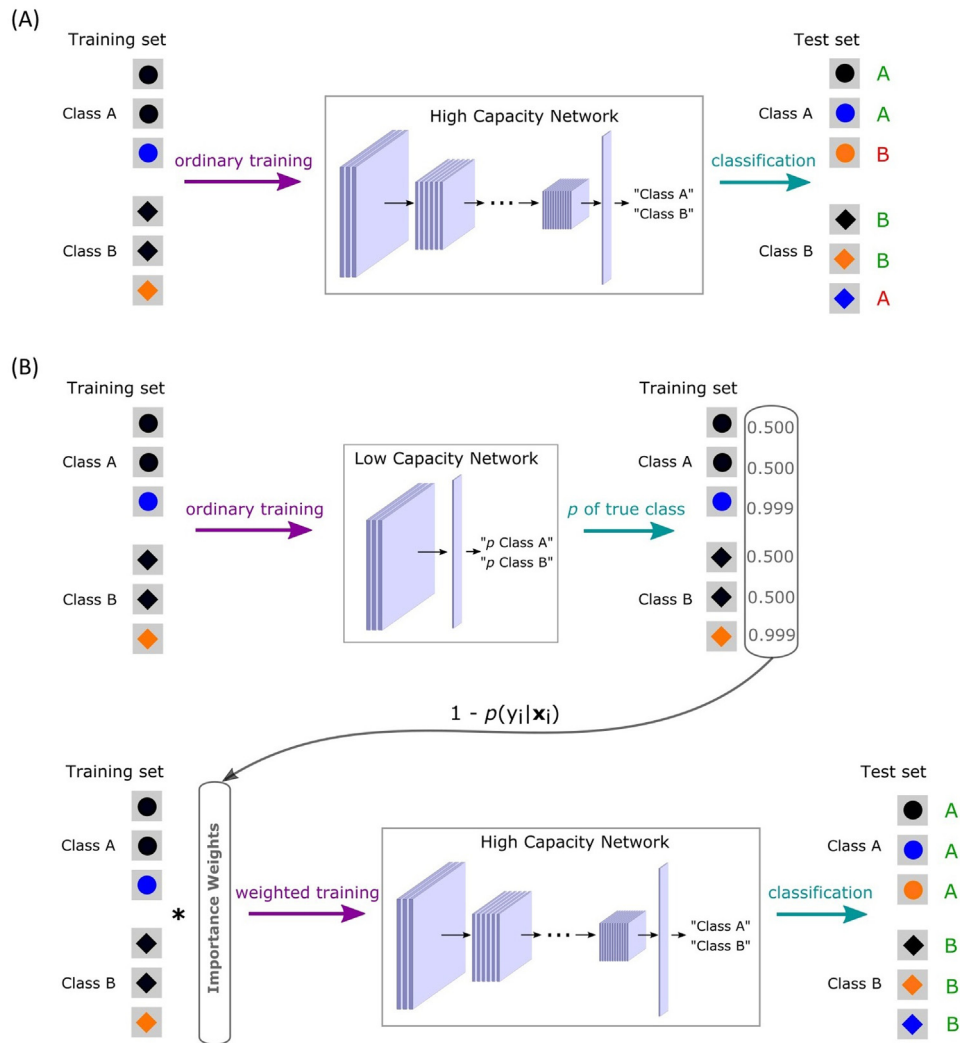 (A)
Training set
Class A
Class B
ordinary training
High Capacity Network
"Class A"
"Class B"
classification
Test set
Class A
Class B
A
A
B
B
B
A
(B)
Training set
Class A
Class B
ordinary training
Low Capacity Network
"p Class A"
"p Class B"
p of true class
Training set
Class A
Class B
0.500
0.500
0.999
0.500
0.500
0.999
1 - p(yi|xi)
Training set
Class A
Class B
*
Importance Weights
weighted training
High Capacity Network
"Class A"
"Class B"
classification
Test set
Class A
Class B
A
A
A
B
B
B